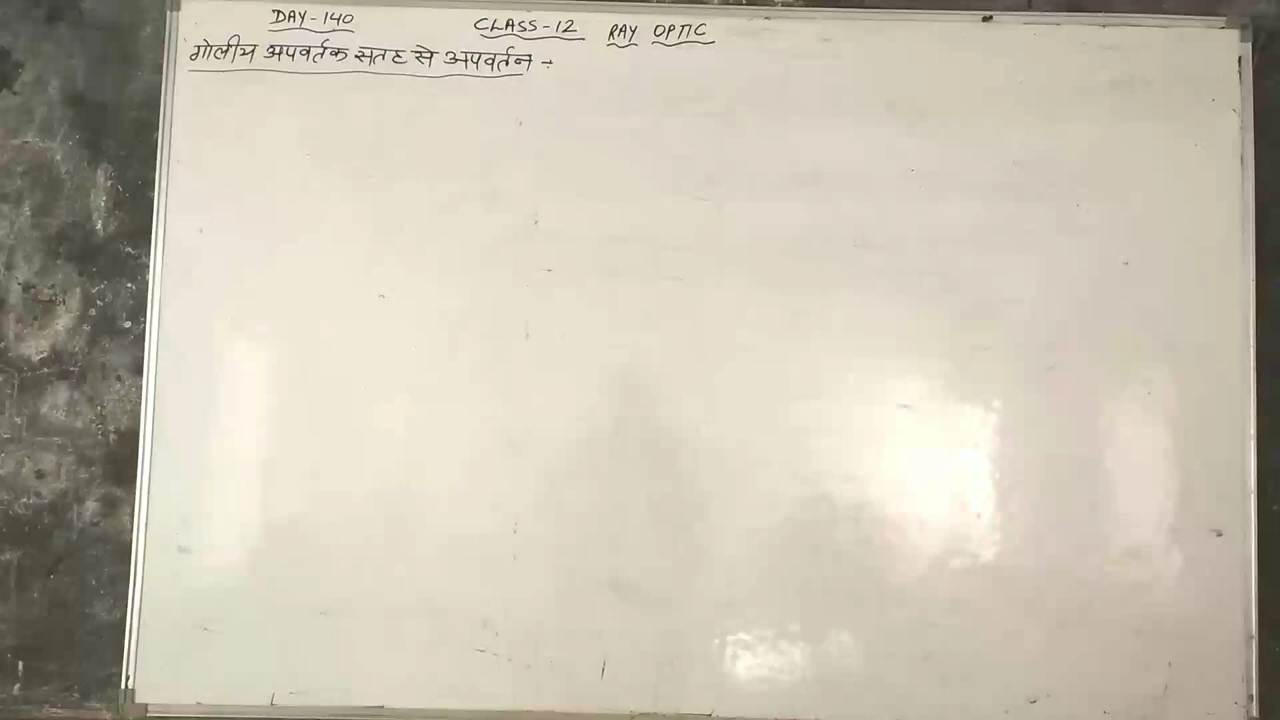 DAY-140 CLASS-12 RAY OPTIC
गोलीय अपवर्तक सतह से अपवर्तन ÷